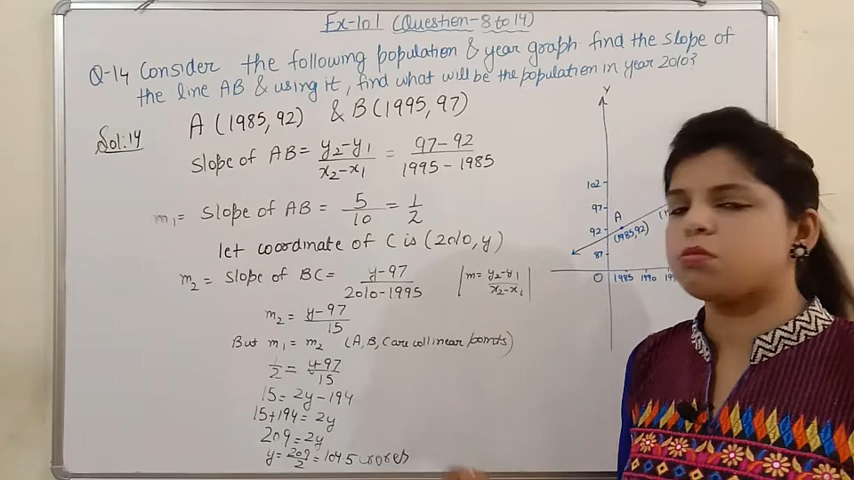 Ex-10.1 (Question-8 to 14)
Q-14 Consider the following population & year graph find the slope of
the line AB & using it, find what will be the population in year 2010?
Sol:14 A (1985, 92) & B (1995, 97)
Slope of AB = y₂-y₁/x₂-x₁ = 97-92/1995-1985
m₁ = Slope of AB = 5/10 = 1/2
let coordinate of C is (2010, y)
m₂ = Slope of BC = y-97/2010-1995 |m = y₂-y₁/x₂-x₁|
m₂ = y-97/15
But m₁ = m₂ (A, B, C are collinear points)
1/2 = y-97/15
15 = 2y-194
15+194 = 2y
209 = 2y
y = 209/2 = 104.5 crores
Y
102
97
A
92
(1985,92)
87
O 1985 1990